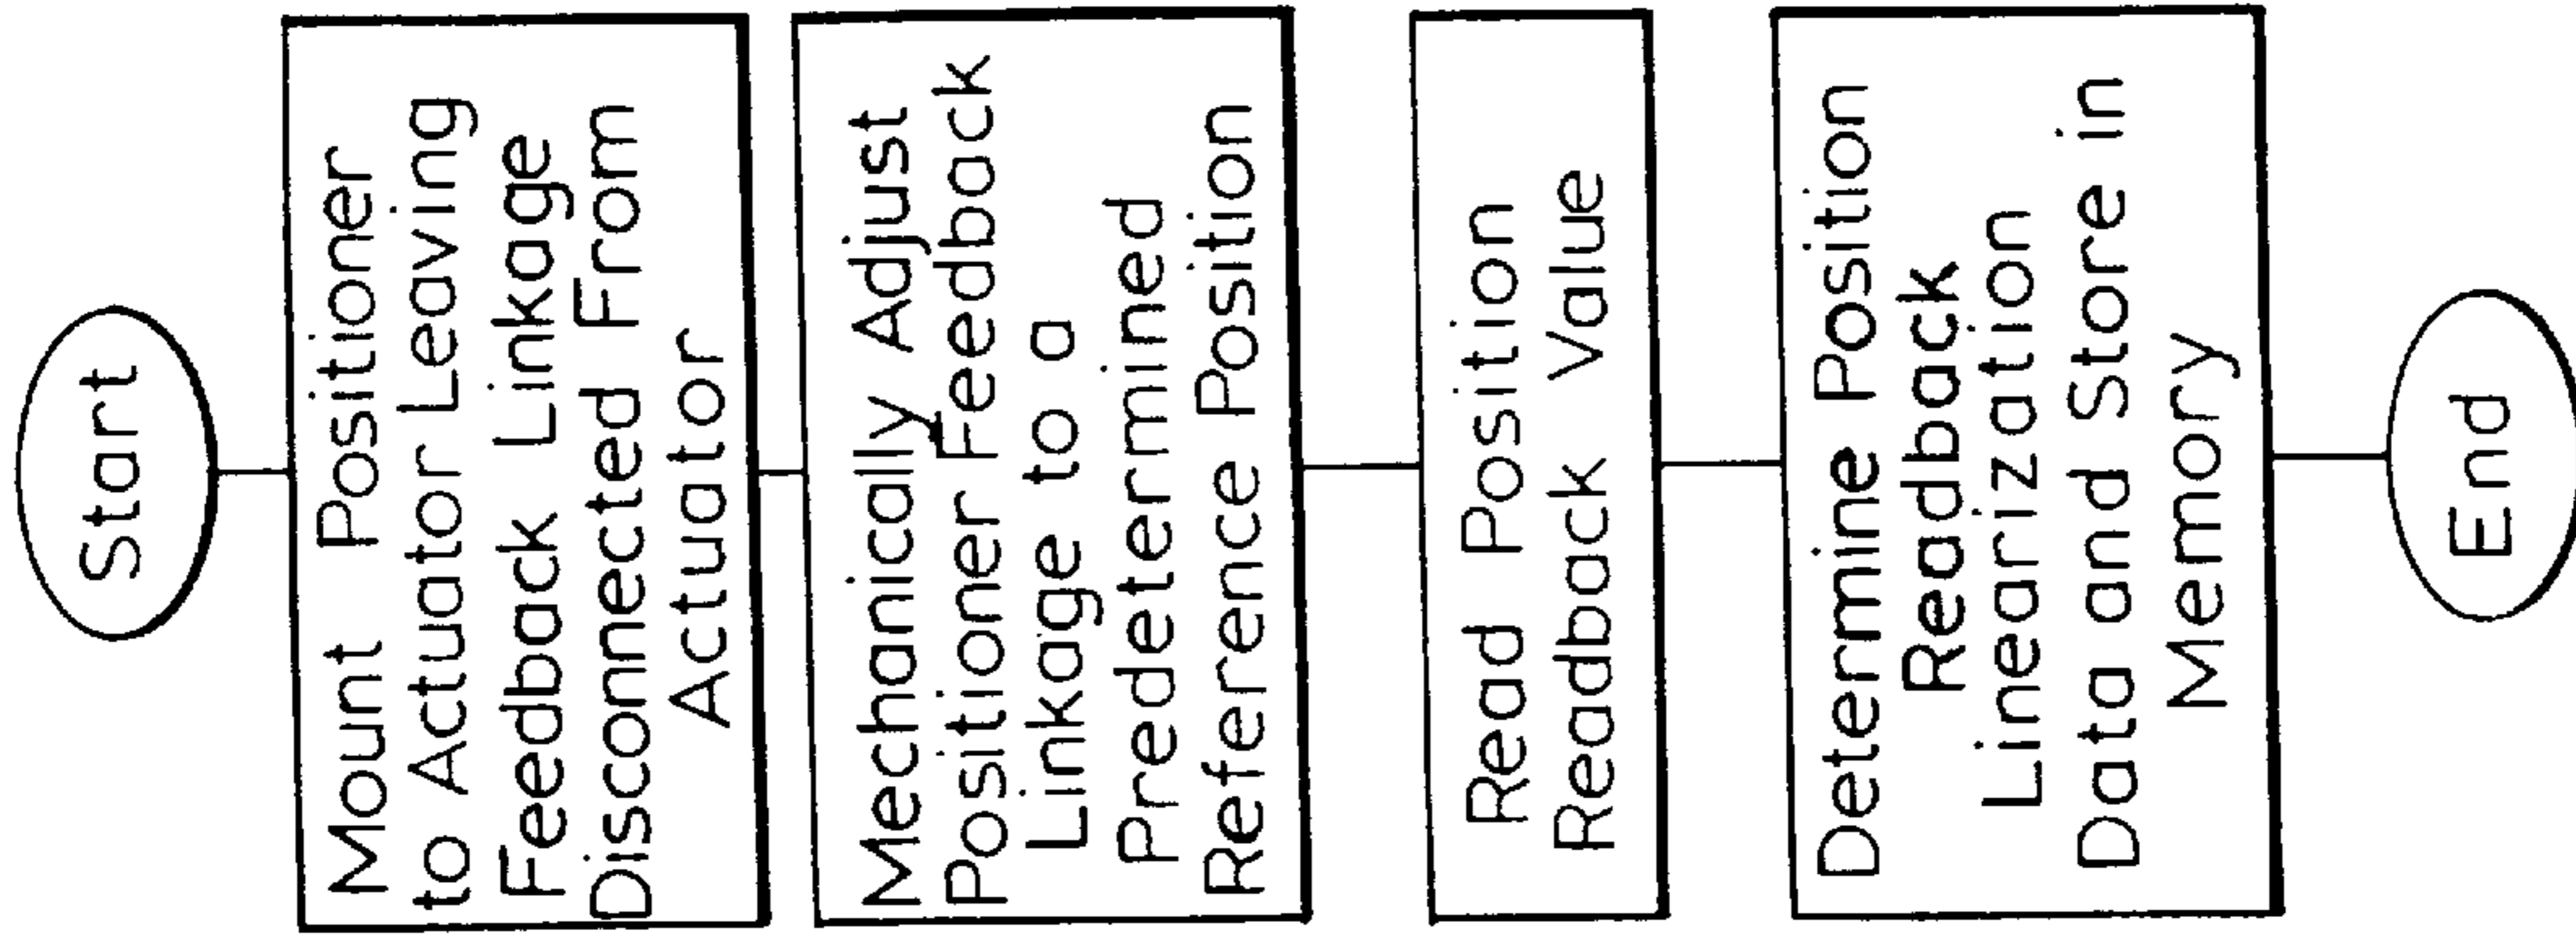 Start
Mount Positioner
to Actuator Leaving
Feedback Linkage
Disconnected From
Actuator
Mechanically Adjust
Positioner Feedback
Linkage to a
Predetermined
Reference Position
Read Position
Readback Value
Determine Position
Readback
Linearization
Data and Store in
Memory
End